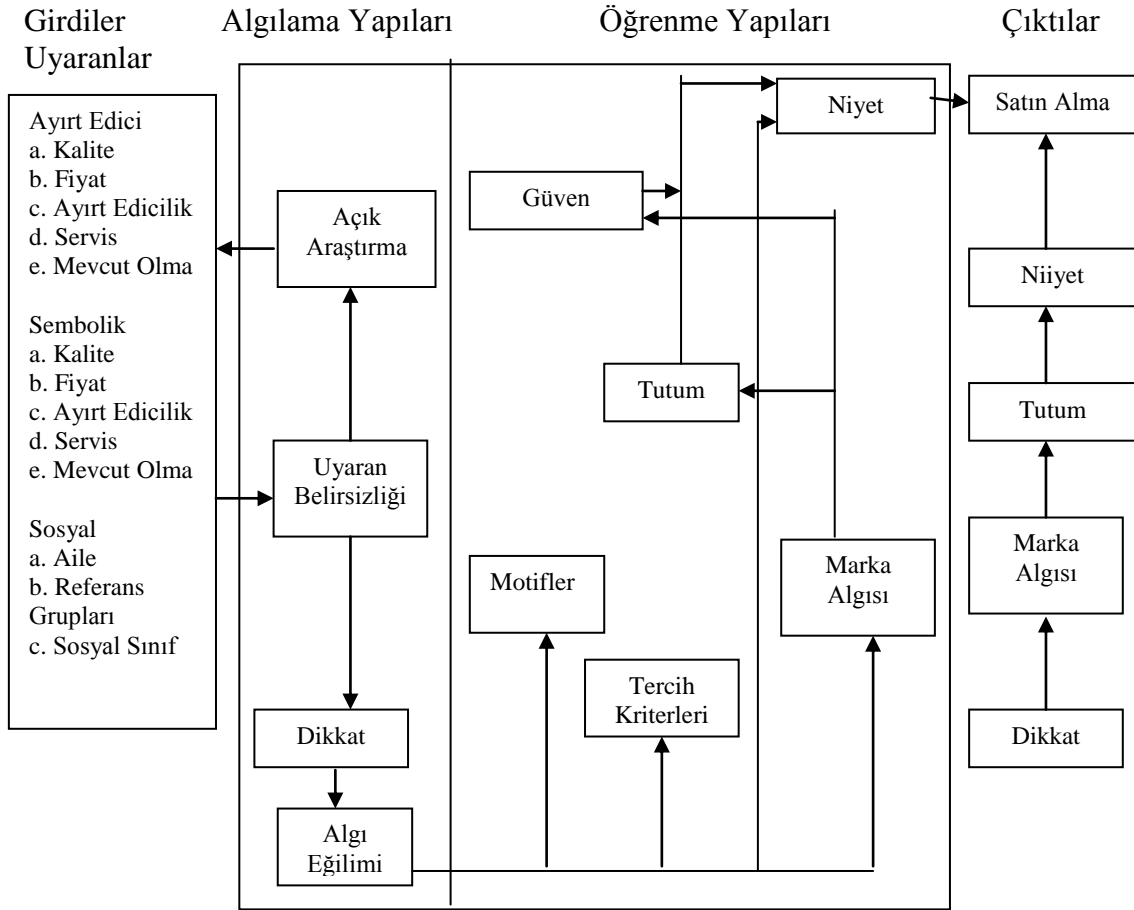 Girdiler
Uyaranlar
Algılama Yapıları
Öğrenme Yapıları
Çıktılar
Ayırt Edici
a. Kalite
b. Fiyat
c. Ayırt Edicilik
d. Servis
e. Mevcut Olma
Sembolik
a. Kalite
b. Fiyat
c. Ayırt Edicilik
d. Servis
e. Mevcut Olma
Sosyal
a. Aile
b. Referans
Grupları
c. Sosyal Sınıf
Açık
Araştırma
Uyaran
Belirsizliği
Dikkat
Algı
Eğilimi
Niyet
Güven
Tutum
Motifler
Marka
Algısı
Tercih
Kriterleri
Satın Alma
Niiyet
Tutum
Marka
Algısı
Dikkat